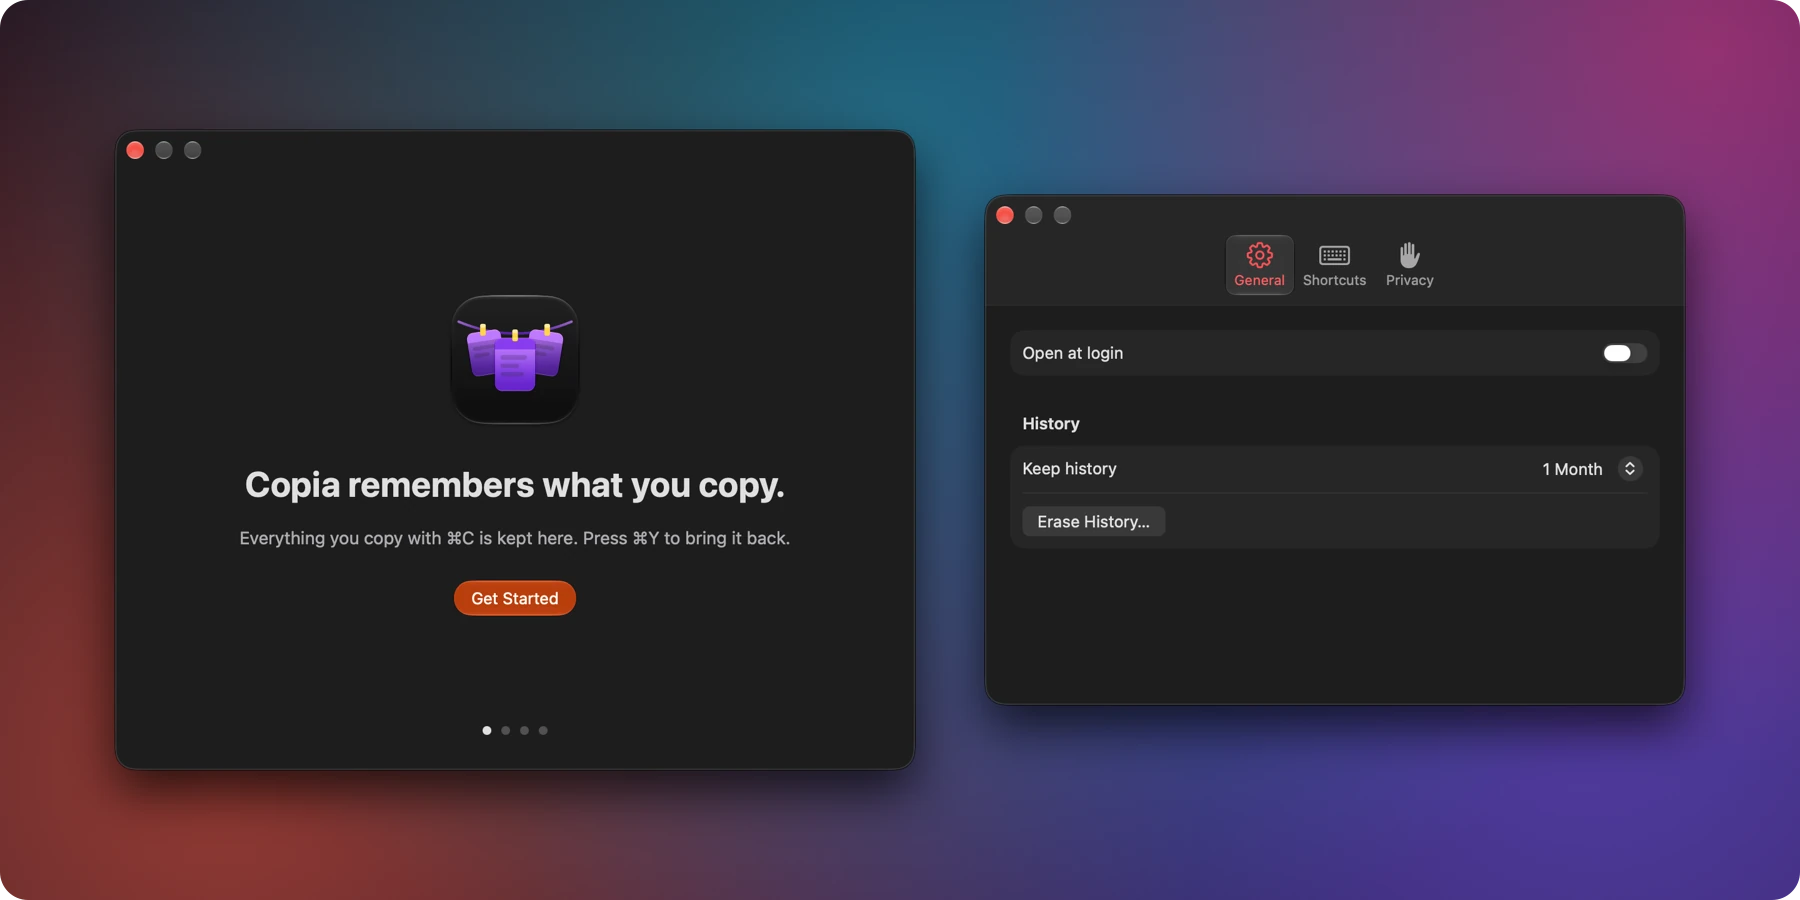 Copia remembers what you copy.
Everything you copy with ⌘C is kept here. Press ⌘Y to bring it back.
Get Started
General
Shortcuts
Privacy
Open at login
History
Keep history
1 Month
Erase History...